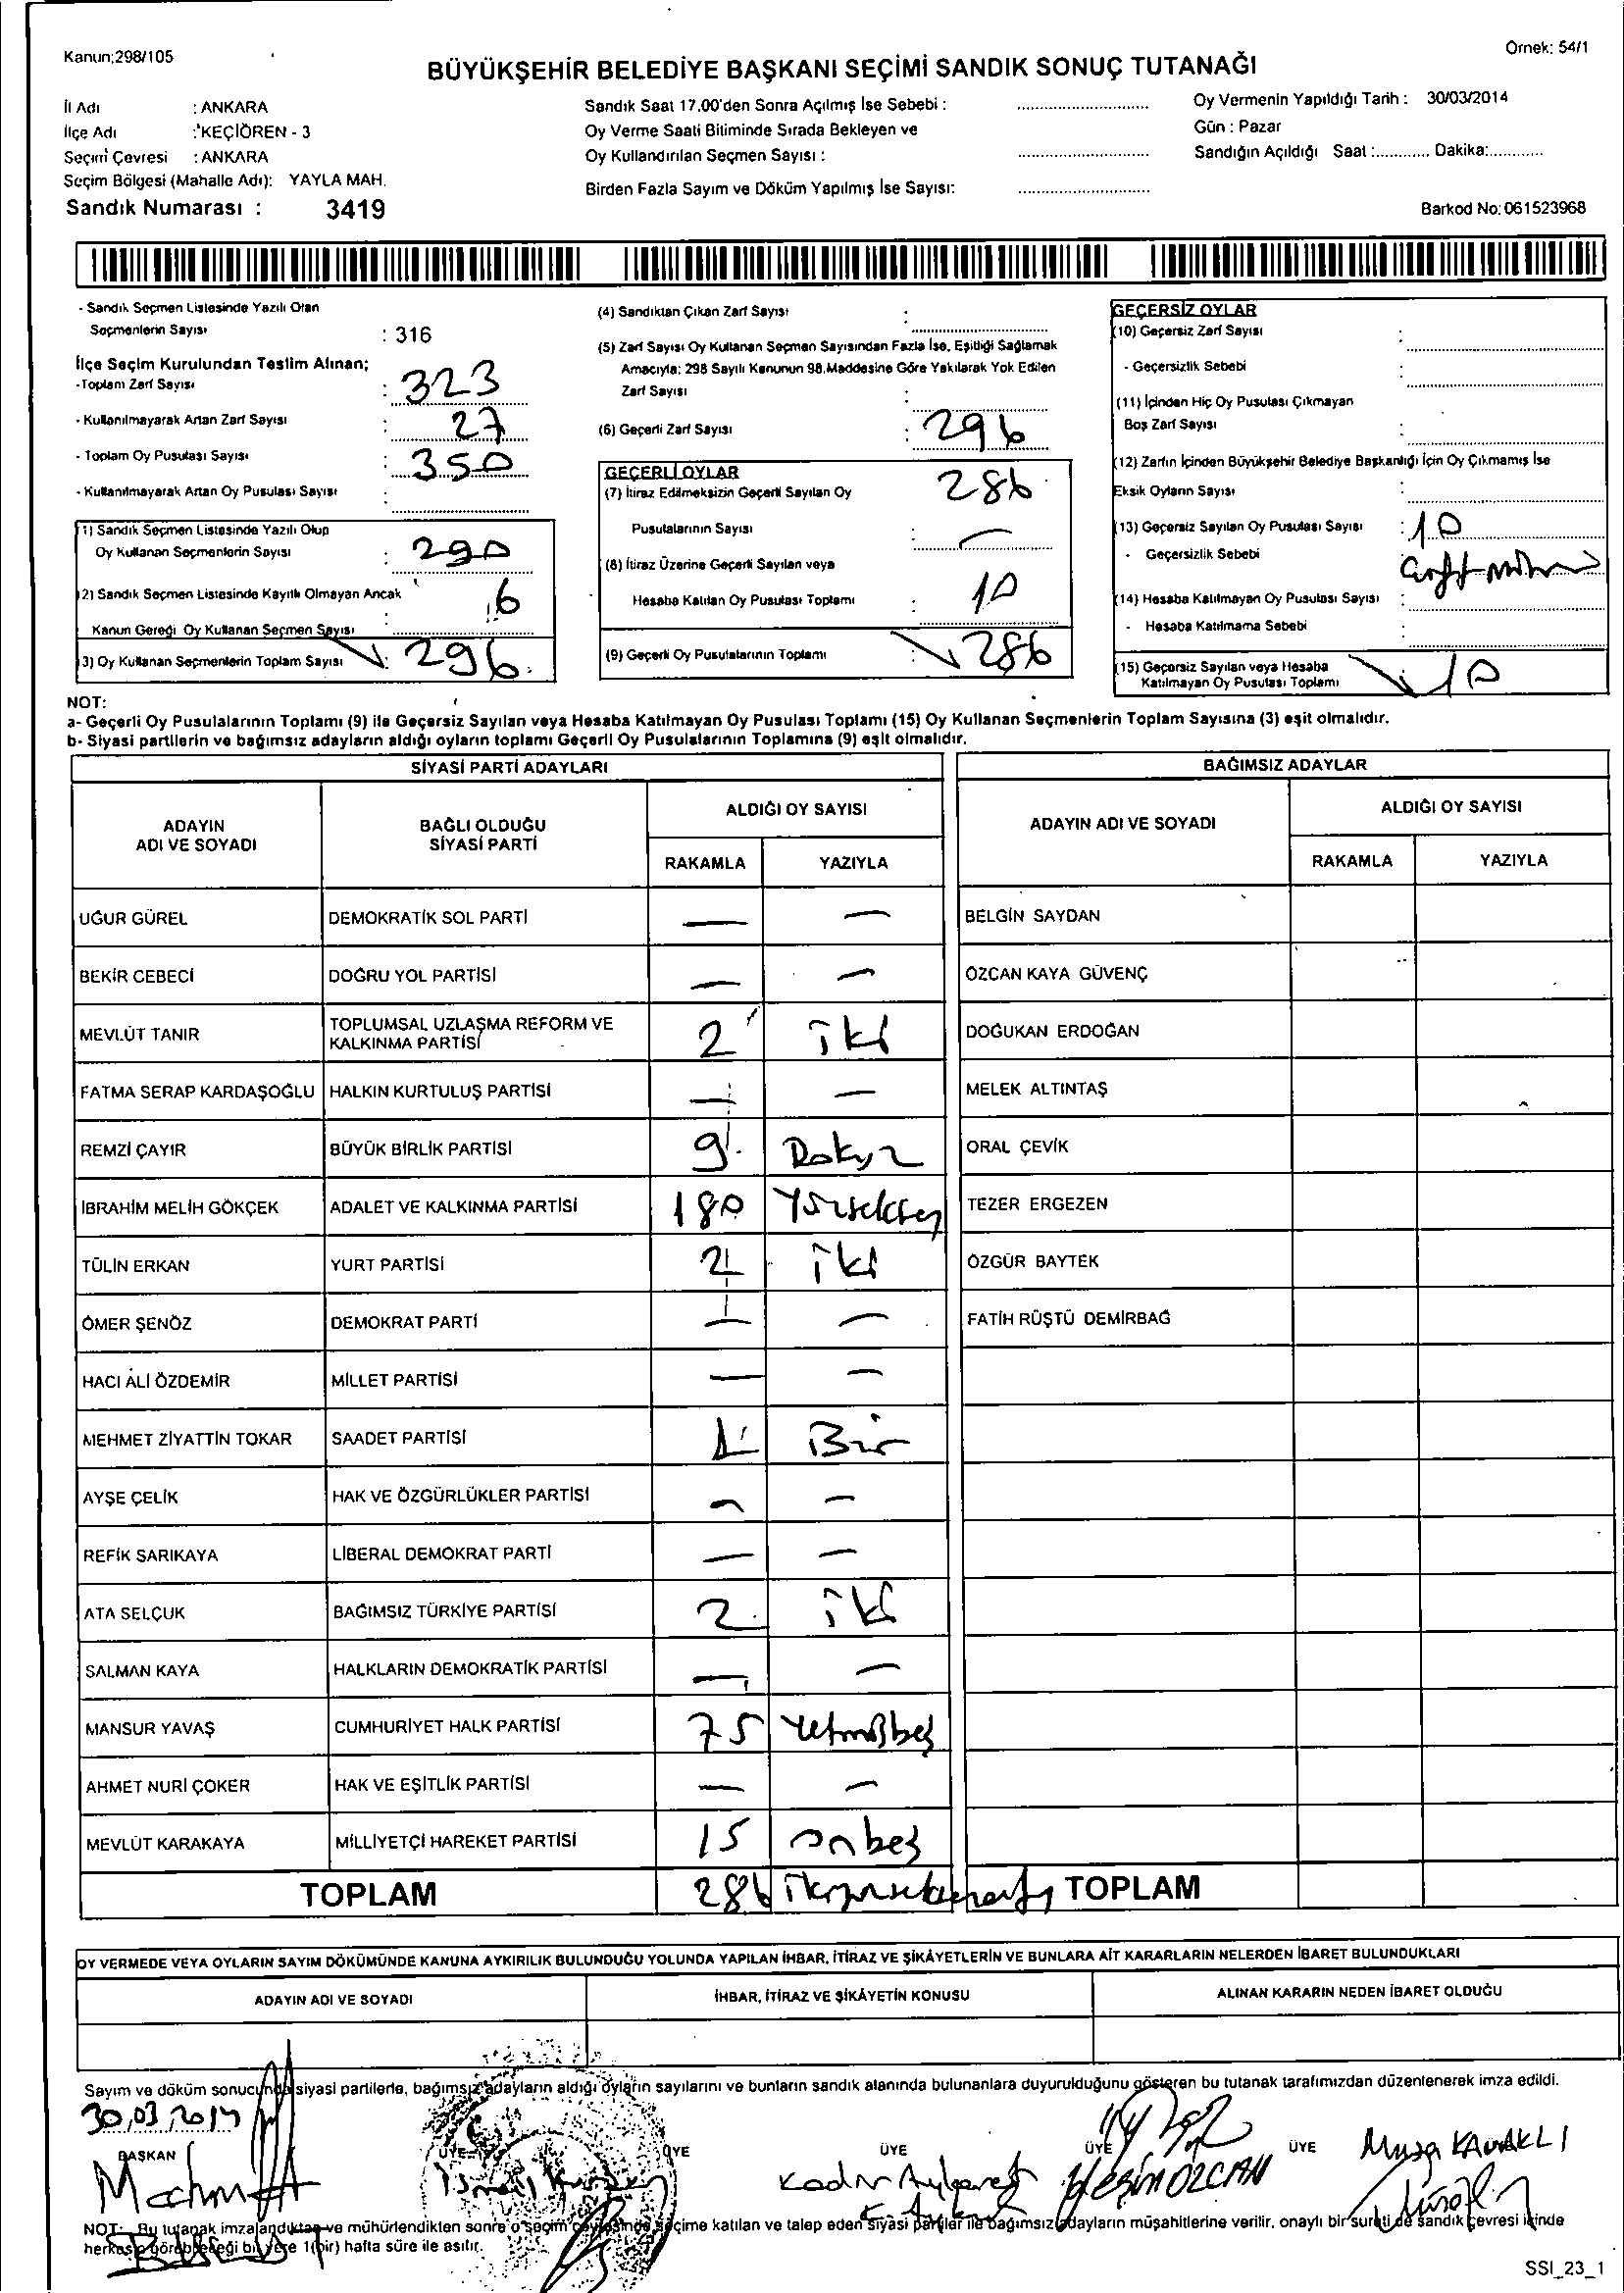 Kanun:298/105
Örnek: 54/1
BÜYÜKŞEHİR BELEDİYE BAŞKANI SEÇİMİ SANDIK SONUÇ TUTANAĞI
İl Adı : ANKARA
İlçe Adı : KEÇİÖREN - 3
Seçim Çevresi : ANKARA
Seçim Bölgesi (Mahalle Adı): YAYLA MAH.
Sandık Numarası : 3419
Sandık Saat 17.00'den Sonra Açılmış İse Sebebi :
Oy Verme Saati Bitiminde Sırada Bekleyen ve
Oy Kullandırılan Seçmen Sayısı :
Birden Fazla Sayım ve Döküm Yapılmış İse Sayısı:
Oy Vermenin Yapıldığı Tarih : 30/03/2014
Gün : Pazar
Sandığın Açıldığı Saat :............ Dakika:............
Barkod No: 061523968
- Sandık Seçmen Listesinde Yazılı Olan
Seçmenlerin Sayısı : 316
İlçe Seçim Kurulundan Teslim Alınan;
-Toplam Zarf Sayısı : 323
- Kullanılmayarak Artan Zarf Sayısı : 27
- Toplam Oy Pusulası Sayısı : 350
- Kullanılmayarak Artan Oy Pusulası Sayısı :
(1) Sandık Seçmen Listesinde Yazılı Olup
Oy Kullanan Seçmenlerin Sayısı : 290
(2) Sandık Seçmen Listesinde Kayıtlı Olmayan Ancak
Kanun Gereği Oy Kullanan Seçmen Sayısı 6
(3) Oy Kullanan Seçmenlerin Toplam Sayısı : 296
(4) Sandıktan Çıkan Zarf Sayısı :
(5) Zarf Sayısı Oy Kullanan Seçmen Sayısından Fazla İse, Eşitliği Sağlamak
Amacıyla; 298 Sayılı Kanunun 98.Maddesine Göre Yakılarak Yok Edilen
Zarf Sayısı :
(6) Geçerli Zarf Sayısı : 296
GEÇERLİ OYLAR
(7) İtiraz Edilmeksizin Geçerli Sayılan Oy 286
Pusulalarının Sayısı : —
(8) İtiraz Üzerine Geçerli Sayılan veya
Hesaba Katılan Oy Pusulası Toplamı : 10
(9) Geçerli Oy Pusulalarının Toplamı : 286
GEÇERSİZ OYLAR
(10) Geçersiz Zarf Sayısı :
- Geçersizlik Sebebi :
(11) İçinden Hiç Oy Pusulası Çıkmayan
Boş Zarf Sayısı :
(12) Zarfın İçinden Büyükşehir Belediye Başkanlığı İçin Oy Çıkmamış İse
Eksik Oyların Sayısı :
(13) Geçersiz Sayılan Oy Pusulası Sayısı : 10
- Geçersizlik Sebebi
(14) Hesaba Katılmayan Oy Pusulası Sayısı :
- Hesaba Katılmama Sebebi :
(15) Geçersiz Sayılan veya Hesaba
Katılmayan Oy Pusulası Toplamı 10
NOT:
a- Geçerli Oy Pusulalarının Toplamı (9) ile Geçersiz Sayılan veya Hesaba Katılmayan Oy Pusulası Toplamı (15) Oy Kullanan Seçmenlerin Toplam Sayısına (3) eşit olmalıdır.
b- Siyasi partilerin ve bağımsız adayların aldığı oyların toplamı Geçerli Oy Pusulalarının Toplamına (9) eşit olmalıdır.
SİYASİ PARTİ ADAYLARI
ADAYIN ADI VE SOYADI
BAĞLI OLDUĞU SİYASİ PARTİ
ALDIĞI OY SAYISI
RAKAMLA YAZIYLA
UĞUR GÜREL DEMOKRATİK SOL PARTİ — —
BEKİR CEBECİ DOĞRU YOL PARTİSİ — —
MEVLÜT TANIR TOPLUMSAL UZLAŞMA REFORM VE KALKINMA PARTİSİ 2 iki
FATMA SERAP KARDAŞOĞLU HALKIN KURTULUŞ PARTİSİ — —
REMZİ ÇAYIR BÜYÜK BİRLİK PARTİSİ 9 Dokuz
İBRAHİM MELİH GÖKÇEK ADALET VE KALKINMA PARTİSİ 180 Yüzseksen
TÜLİN ERKAN YURT PARTİSİ 2 iki
ÖMER ŞENÖZ DEMOKRAT PARTİ — —
HACI ALİ ÖZDEMİR MİLLET PARTİSİ — —
MEHMET ZİYATTİN TOKAR SAADET PARTİSİ 1 Bir
AYŞE ÇELİK HAK VE ÖZGÜRLÜKLER PARTİSİ — —
REFİK SARIKAYA LİBERAL DEMOKRAT PARTİ — —
ATA SELÇUK BAĞIMSIZ TÜRKİYE PARTİSİ 2 iki
SALMAN KAYA HALKLARIN DEMOKRATİK PARTİSİ — —
MANSUR YAVAŞ CUMHURİYET HALK PARTİSİ 75 Yetmişbeş
AHMET NURİ ÇOKER HAK VE EŞİTLİK PARTİSİ — —
MEVLÜT KARAKAYA MİLLİYETÇİ HAREKET PARTİSİ 15 onbeş
TOPLAM 286 ikiyüzseksenaltı
BAĞIMSIZ ADAYLAR
ADAYIN ADI VE SOYADI
ALDIĞI OY SAYISI
RAKAMLA YAZIYLA
BELGİN SAYDAN
ÖZCAN KAYA GÜVENÇ
DOĞUKAN ERDOĞAN
MELEK ALTINTAŞ
ORAL ÇEVİK
TEZER ERGEZEN
ÖZGÜR BAYTEK
FATİH RÜŞTÜ DEMİRBAĞ
TOPLAM
OY VERMEDE VEYA OYLARIN SAYIM DÖKÜMÜNDE KANUNA AYKIRILIK BULUNDUĞU YOLUNDA YAPILAN İHBAR, İTİRAZ VE ŞİKÂYETLERİN VE BUNLARA AİT KARARLARIN NELERDEN İBARET BULUNDUKLARI
ADAYIN ADI VE SOYADI
İHBAR, İTİRAZ VE ŞİKÂYETİN KONUSU
ALINAN KARARIN NEDEN İBARET OLDUĞU
Sayım ve döküm sonucunda siyasi partilerle, bağımsız adayların aldığı oyların sayılarını ve bunların sandık alanında bulunanlara duyurulduğunu gösteren bu tutanak tarafımızdan düzenlenerek imza edildi.
30.03.2014
BAŞKAN ÜYE ÜYE ÜYE ÜYE ÜYE
İsmail
Kadir
ÖZCAN
Musa KAVAKLI
NOT- Bu tutanak imzalandıktan ve mühürlendikten sonra o seçim çevresinde seçime katılan ve talep eden siyasi partiler ile bağımsız adayların müşahitlerine verilir, onaylı bir sureti de sandık çevresi içinde
herkesin görebileceği bir yere 1(bir) hafta süre ile asılır.
SSI_23_1